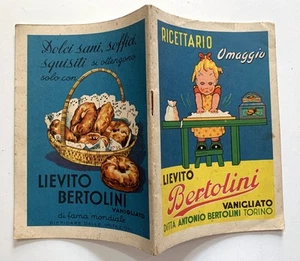 Dolci sani, soffici,
squisiti si ottengono
solo con...
LIEVITO
BERTOLINI
VANIGLIATO
di fama mondiale
RICETTARIO
Omaggio
LIEVITO
Bertolini
VANIGLIATO
DITTA ANTONIO BERTOLINI TORINO